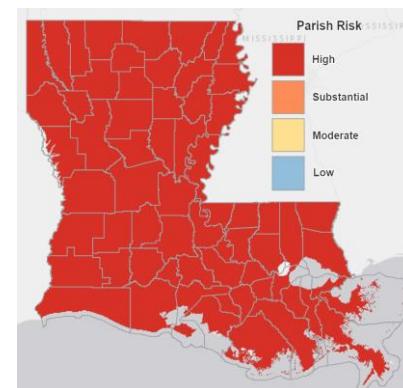 Parish Risk
MISSISSIPPI
High
Substantial
Moderate
Low